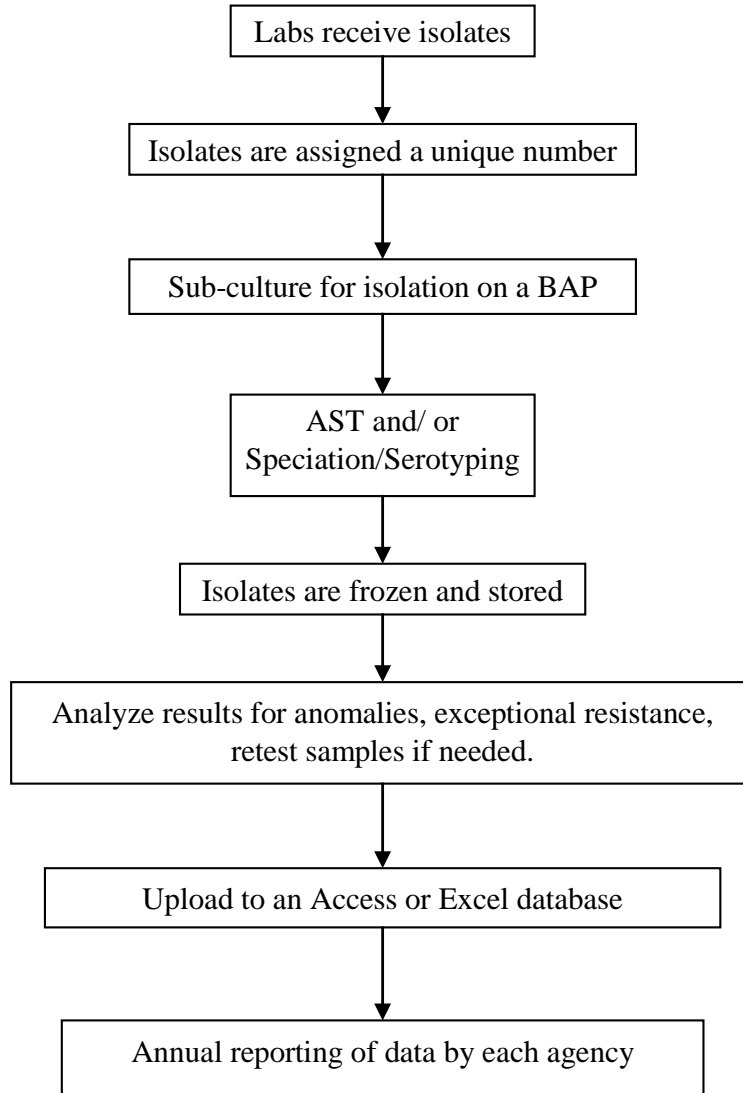 Labs receive isolates
Isolates are assigned a unique number
Sub-culture for isolation on a BAP
AST and/ or
Speciation/Serotyping
Isolates are frozen and stored
Analyze results for anomalies, exceptional resistance,
retest samples if needed.
Upload to an Access or Excel database
Annual reporting of data by each agency